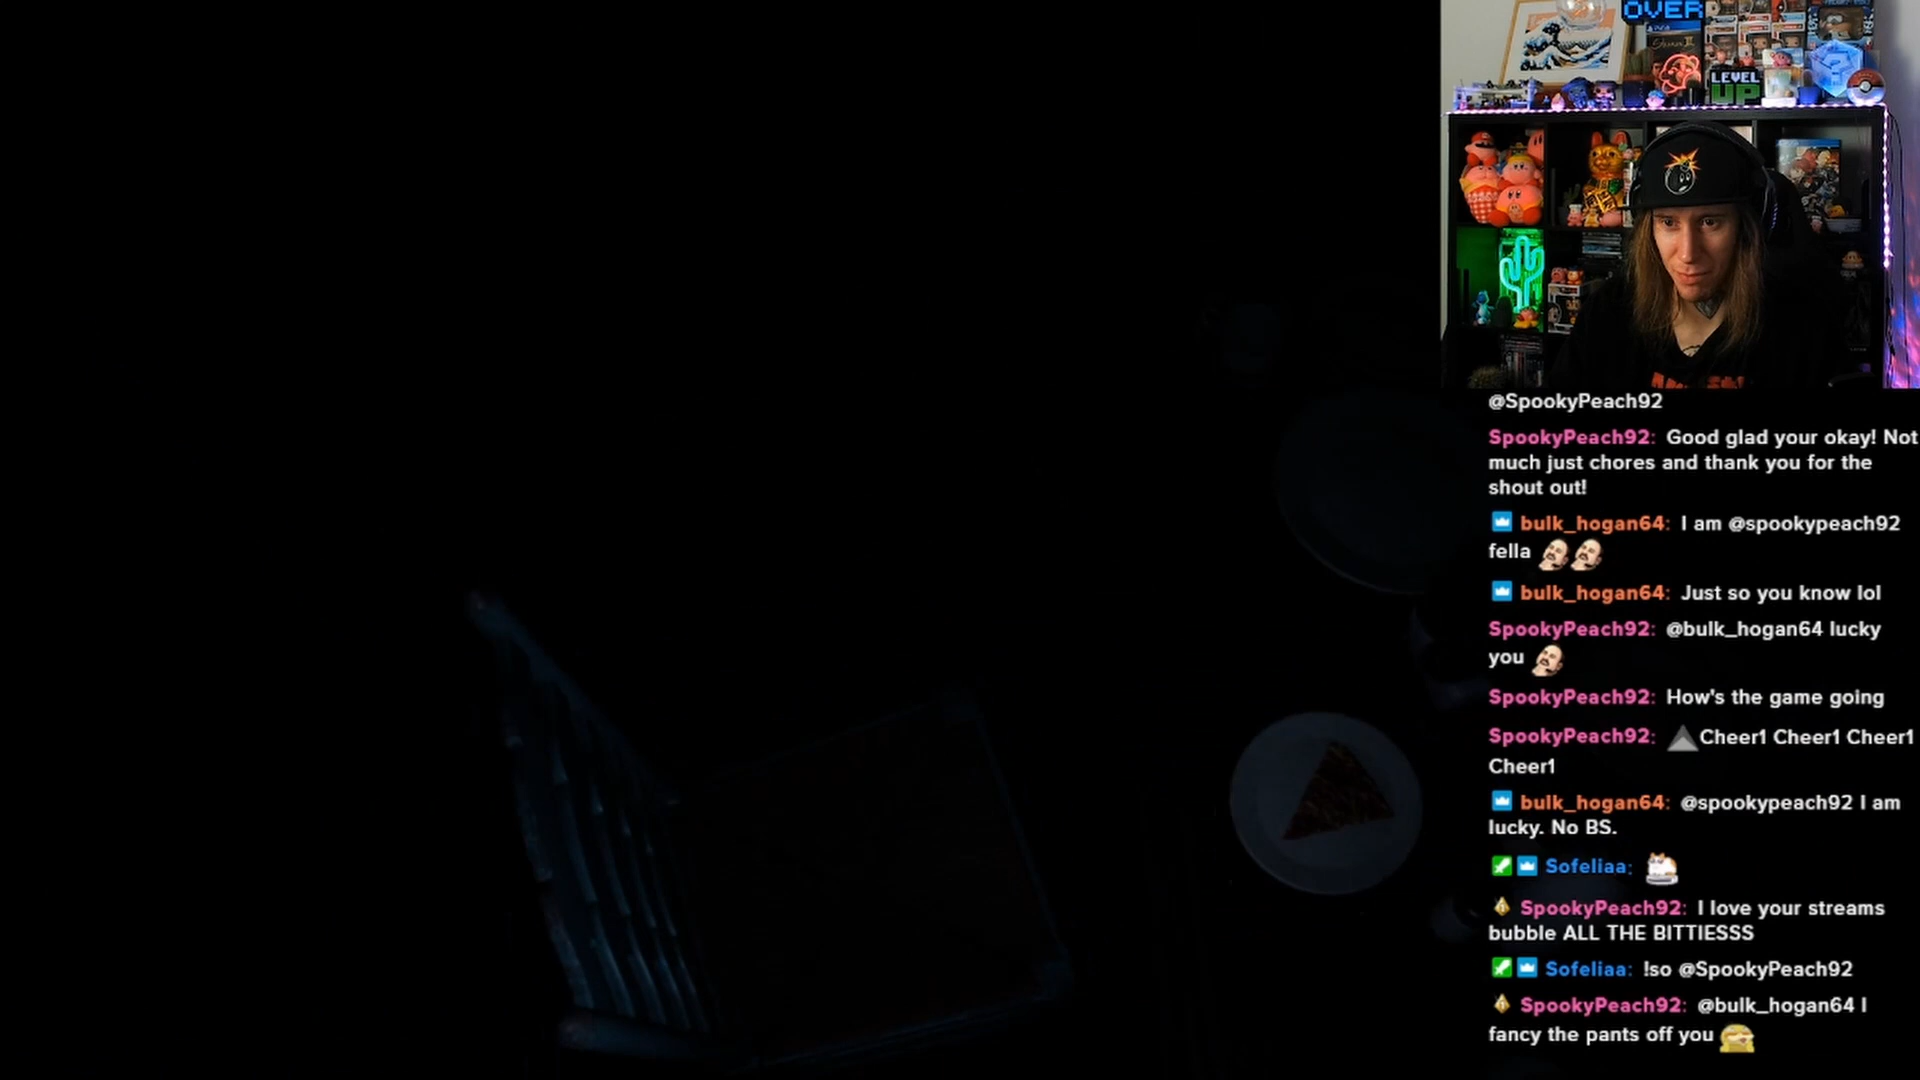 OVER
LEVEL
UP
@SpookyPeach92
SpookyPeach92: Good glad your okay! Not
much just chores and thank you for the
shout out!
bulk_hogan64: I am @spookypeach92
fella
bulk_hogan64: Just so you know lol
SpookyPeach92: @bulk_hogan64 lucky
you
SpookyPeach92: How's the game going
SpookyPeach92: Cheer1 Cheer1 Cheer1
Cheer1
bulk_hogan64: @spookypeach92 I am
lucky. No BS.
Sofeliaa:
SpookyPeach92: I love your streams
bubble ALL THE BITTIESSS
Sofeliaa: !so @SpookyPeach92
SpookyPeach92: @bulk_hogan64 I
fancy the pants off you